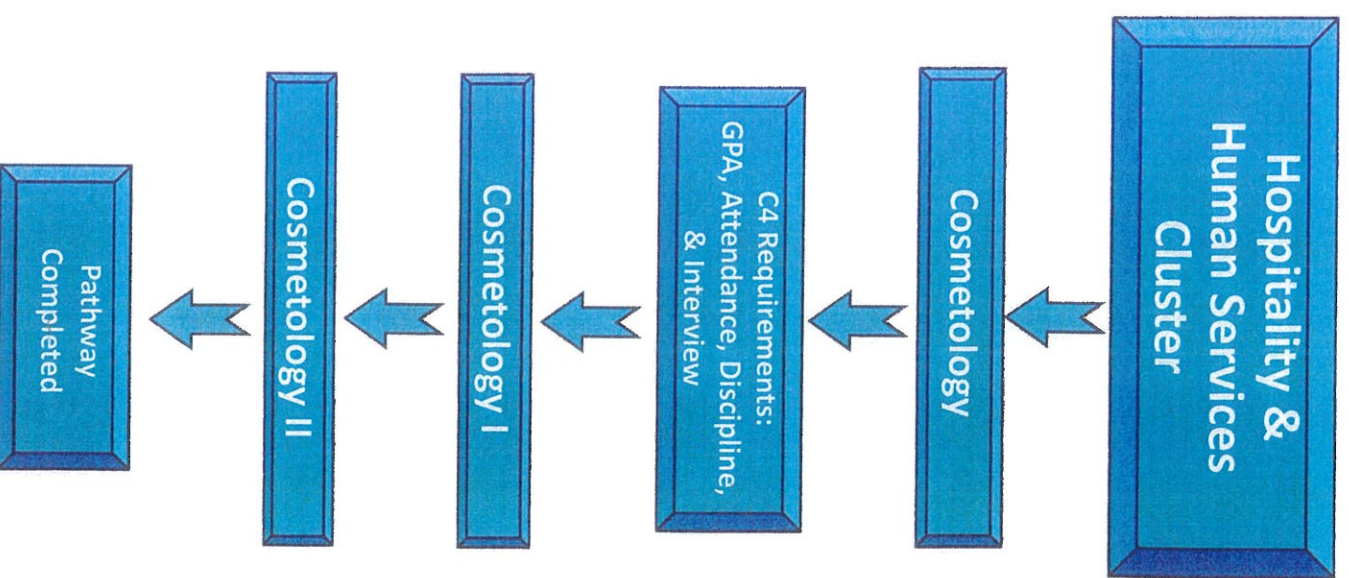 Hospitality &
Human Services
Cluster
Cosmetology
C4 Requirements:
GPA, Attendance, Discipline,
& Interview
Cosmetology I
Cosmetology II
Pathway
Completed